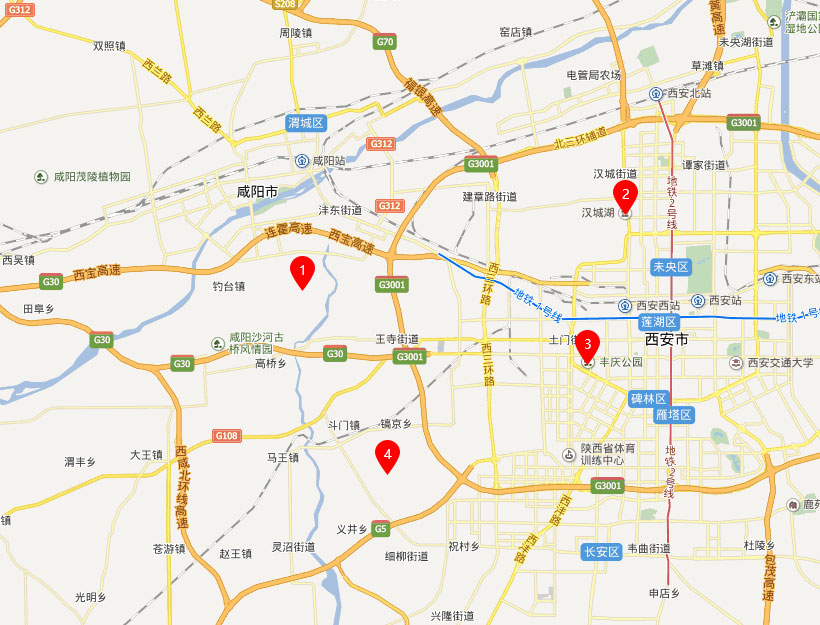 G312
S208
黄高速
浐灞国
湿地公
双照镇
周陵镇
G70
窑店镇
未央湖街道
西兰路
电管局农场
草滩镇
福银高速
西安北站
西兰路
渭城区
G3001
北三环辅道
G312
咸阳站
G3001
谭家街道
咸阳茂陵植物园
汉城街道
地铁2号线
咸阳市
建章路街道
2
G312
沣东街道
汉城湖
连霍高速
西宝高速
西吴镇
西宝高速
1
西三环路
未央区
G30
G3001
西安东站
钓台镇
地铁1号线
西安西站
西安站
田阜乡
莲湖区
地铁1号
G30
咸阳沙河古
桥风情园
王寺街道
土门街
3
西安市
G30
G30
G3001
西三环路
高桥乡
丰庆公园
西安交通大学
碑林区
雁塔区
G108
斗门镇
镐京乡
西咸北环线高速
大王镇
马王镇
4
陕西省体育
训练中心
渭丰乡
地铁2号线
G3001
镇
西沣路
鹿苑
G5
义井乡
苍游镇
赵王镇
灵沼街道
祝村乡
细柳街道
西沣路
长安区
韦曲街道
杜陵乡
包茂高速
光明乡
申店乡
兴隆街道